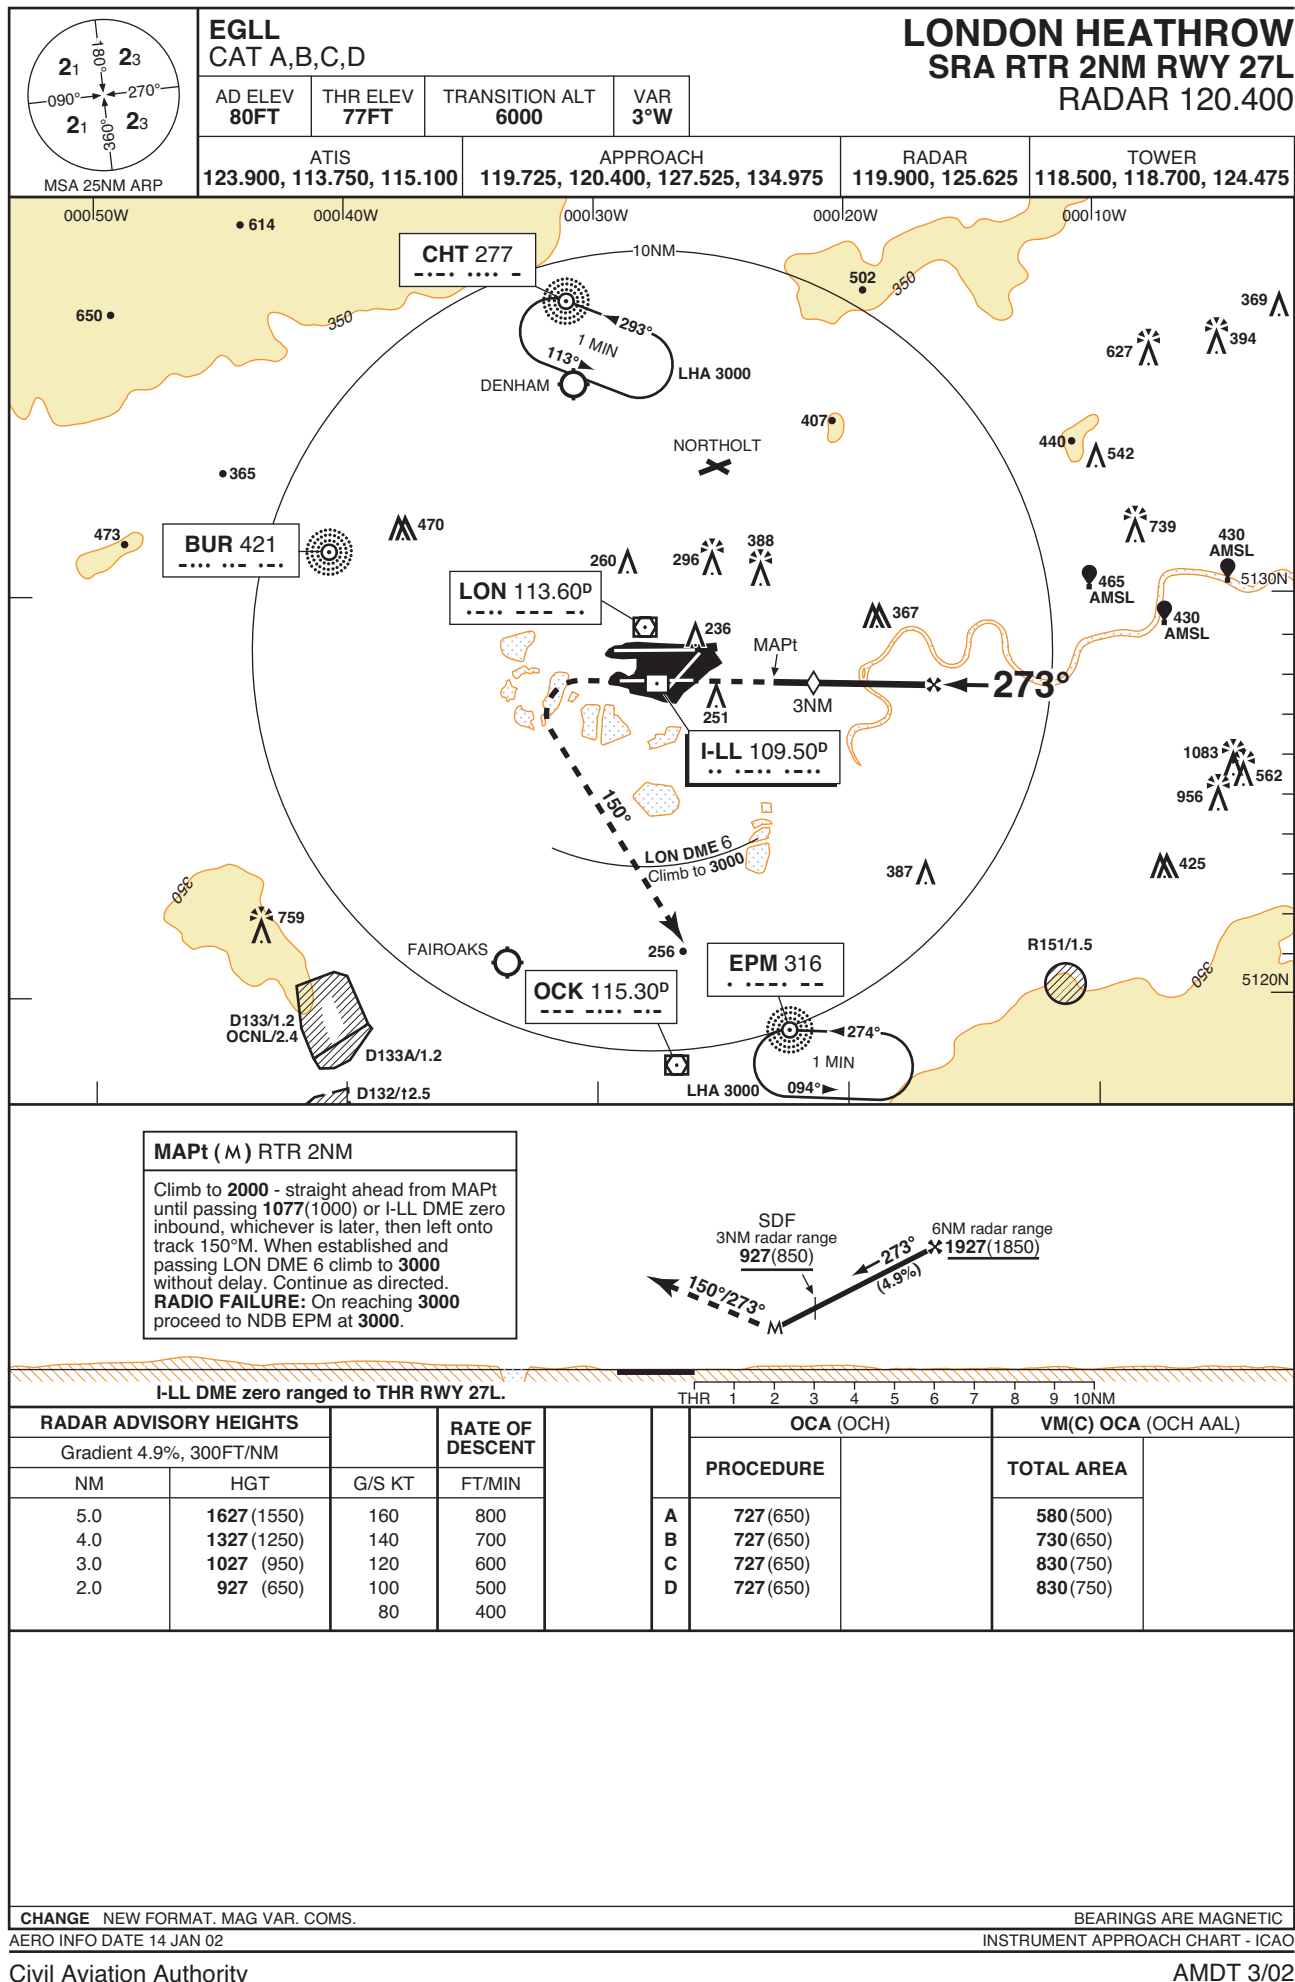 EGLL
CAT A,B,C,D
LONDON HEATHROW
SRA RTR 2NM RWY 27L
RADAR 120.400
AD ELEV
80FT
THR ELEV
77FT
TRANSITION ALT
6000
VAR
3°W
180°
21
23
090°
270°
21
23
360°
MSA 25NM ARP
ATIS
123.900, 113.750, 115.100
APPROACH
119.725, 120.400, 127.525, 134.975
RADAR
119.900, 125.625
TOWER
118.500, 118.700, 124.475
000|50W
000|40W
000|30W
000|20W
000|10W
614
CHT 277
10NM
502
350
369
650
350
293°
1 MIN
113°
627
394
DENHAM
LHA 3000
407
440
542
NORTHOLT
365
470
473
BUR 421
739
430
AMSL
260
296
388
465
AMSL
5130N
LON 113.60D
367
430
AMSL
236
MAPt
273°
3NM
251
I-LL 109.50D
1083
562
956
150°
LON DME 6
Climb to 3000
387
425
350
759
FAIROAKS
256
EPM 316
R151/1.5
350
5120N
OCK 115.30D
D133/1.2
OCNL/2.4
D133A/1.2
274°
1 MIN
094°
LHA 3000
D132/↑2.5
MAPt (M) RTR 2NM
Climb to 2000 - straight ahead from MAPt
until passing 1077(1000) or I-LL DME zero
inbound, whichever is later, then left onto
track 150°M. When established and
passing LON DME 6 climb to 3000
without delay. Continue as directed.
RADIO FAILURE: On reaching 3000
proceed to NDB EPM at 3000.
SDF
3NM radar range
927(850)
6NM radar range
1927(1850)
273°
(4.9%)
150°/273°
M
I-LL DME zero ranged to THR RWY 27L.
THR 1 2 3 4 5 6 7 8 9 10NM
RADAR ADVISORY HEIGHTS
Gradient 4.9%, 300FT/NM
RATE OF
DESCENT
OCA (OCH)
VM(C) OCA (OCH AAL)
PROCEDURE
TOTAL AREA
NM HGT G/S KT FT/MIN
5.0 1627 (1550) 160 800 A 727(650) 580(500)
4.0 1327 (1250) 140 700 B 727(650) 730(650)
3.0 1027 (950) 120 600 C 727(650) 830(750)
2.0 927 (650) 100 500 D 727(650) 830(750)
80 400
CHANGE NEW FORMAT. MAG VAR. COMS.
BEARINGS ARE MAGNETIC
AERO INFO DATE 14 JAN 02
INSTRUMENT APPROACH CHART - ICAO
Civil Aviation Authority
AMDT 3/02